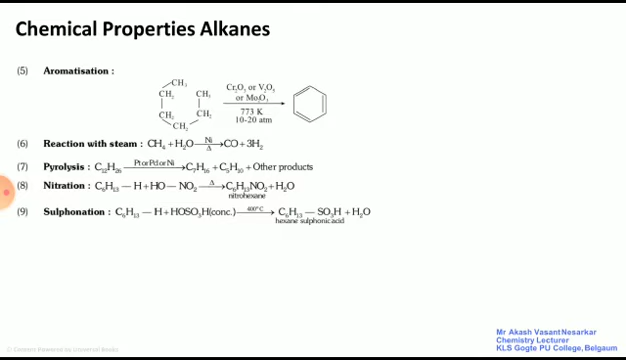 Chemical Properties Alkanes
(5) Aromatisation :
CH₃
CH₂ CH₃
CH₂ CH₂
CH₂
Cr₂O₃ or V₂O₅
or Mo₂O₃
773 K
10-20 atm
(6) Reaction with steam : CH₄ + H₂O —Ni/Δ→ CO + 3H₂
(7) Pyrolysis : C₁₂H₂₆ —Pt or Pd or Ni→ C₇H₁₆ + C₅H₁₀ + Other products
(8) Nitration : C₆H₁₃ — H + HO — NO₂ —Δ→ C₆H₁₃NO₂ + H₂O
nitrohexane
(9) Sulphonation : C₆H₁₃ — H + HOSO₃H(conc.) —400°C→ C₆H₁₃ — SO₃H + H₂O
hexane sulphonic acid
Mr Akash Vasant Nesarkar
Chemistry Lecturer
KLS Gogte PU College, Belgaum